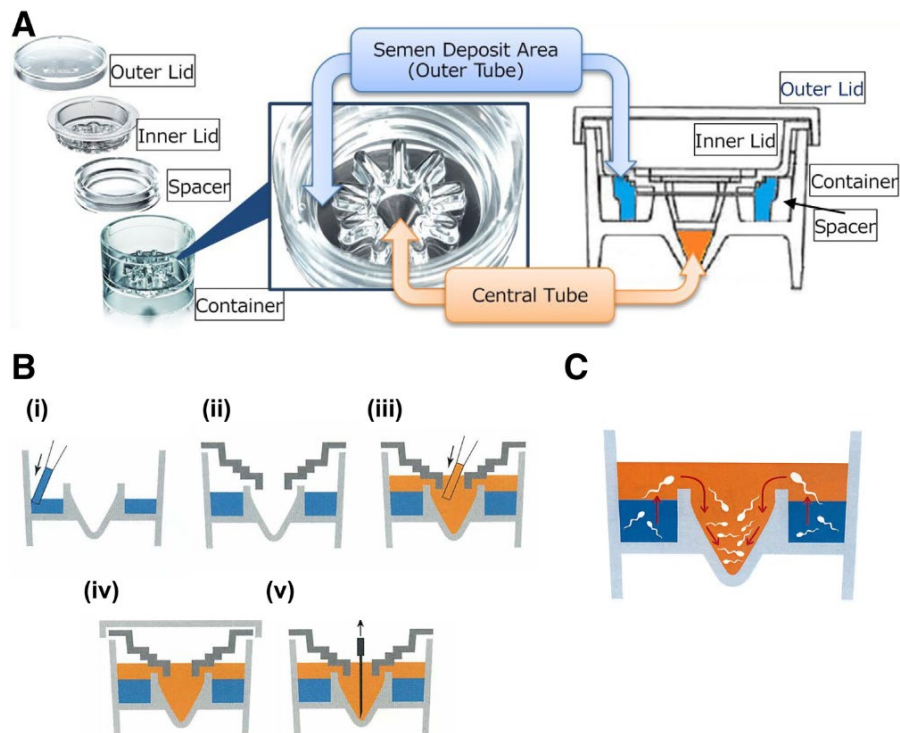 A
Outer Lid
Inner Lid
Spacer
Container
Semen Deposit Area
(Outer Tube)
Central Tube
Outer Lid
Inner Lid
Container
Spacer
B
(i)
(ii)
(iii)
(iv)
(v)
C